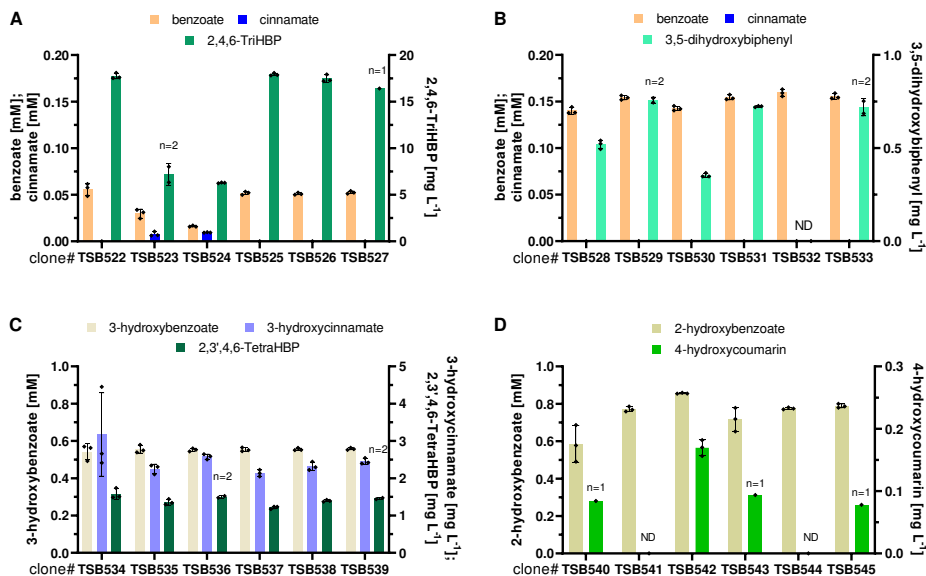 A
benzoate cinnamate
2,4,6-TriHBP
benzoate [mM];
cinnamate [mM]
0.20
0.15
0.10
0.05
0.00
n=2
n=1
20
15
10
5
0
2,4,6-TriHBP [mg L-1]
clone# TSB522 TSB523 TSB524 TSB525 TSB526 TSB527
B
benzoate cinnamate
3,5-dihydroxybiphenyl
benzoate [mM];
cinnamate [mM]
0.20
0.15
0.10
0.05
0.00
n=2
ND
n=2
1.0
0.5
0.0
3,5-dihydroxybiphenyl [mg L-1]
clone# TSB528 TSB529 TSB530 TSB531 TSB532 TSB533
C
3-hydroxybenzoate 3-hydroxycinnamate
2,3',4,6-TetraHBP
3-hydroxybenzoate [mM]
1.0
0.8
0.6
0.4
0.2
0.0
n=2
n=2
5
4
3
2
1
0
3-hydroxycinnamate [mg L-1];
2,3',4,6-TetraHBP [mg L-1]
clone# TSB534 TSB535 TSB536 TSB537 TSB538 TSB539
D
2-hydroxybenzoate
4-hydroxycoumarin
2-hydroxybenzoate [mM]
1.0
0.8
0.6
0.4
0.2
0.0
n=1
ND
n=1
ND
n=1
0.3
0.2
0.1
0.0
4-hydroxycoumarin [mg L-1]
clone# TSB540 TSB541 TSB542 TSB543 TSB544 TSB545